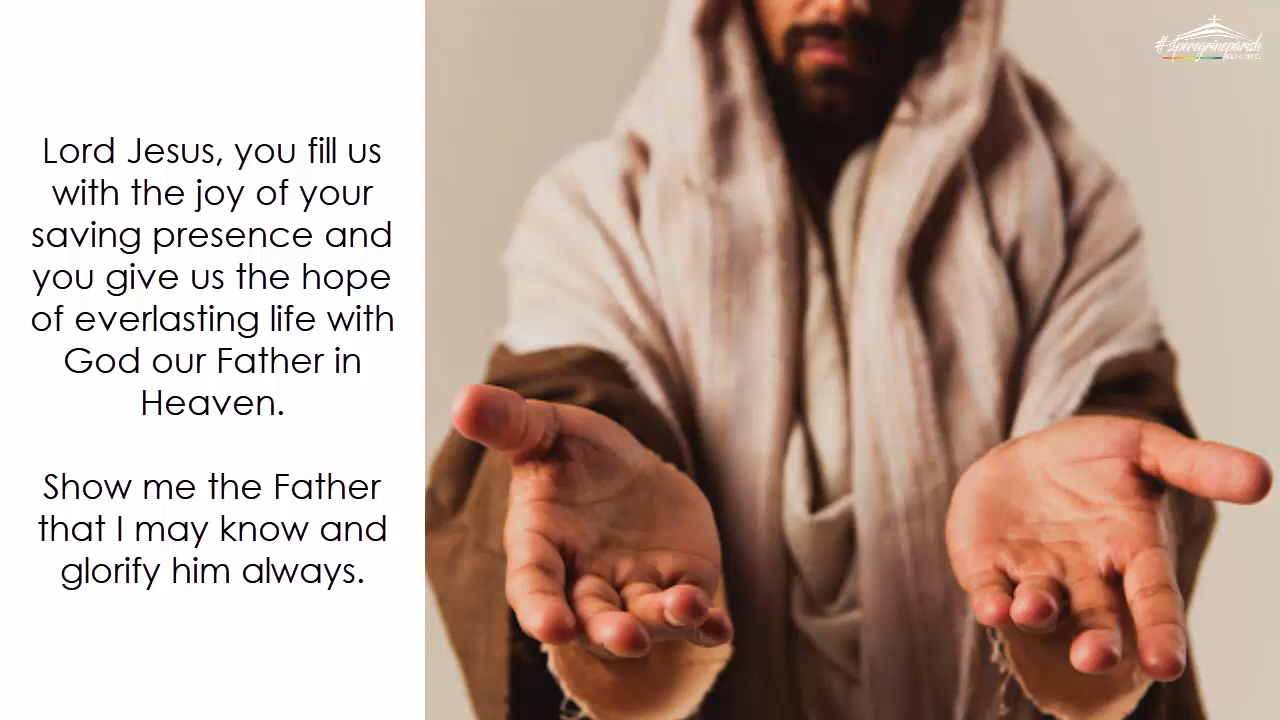 Lord Jesus, you fill us
with the joy of your
saving presence and
you give us the hope
of everlasting life with
God our Father in
Heaven.
Show me the Father
that I may know and
glorify him always.
#stperegrineparish